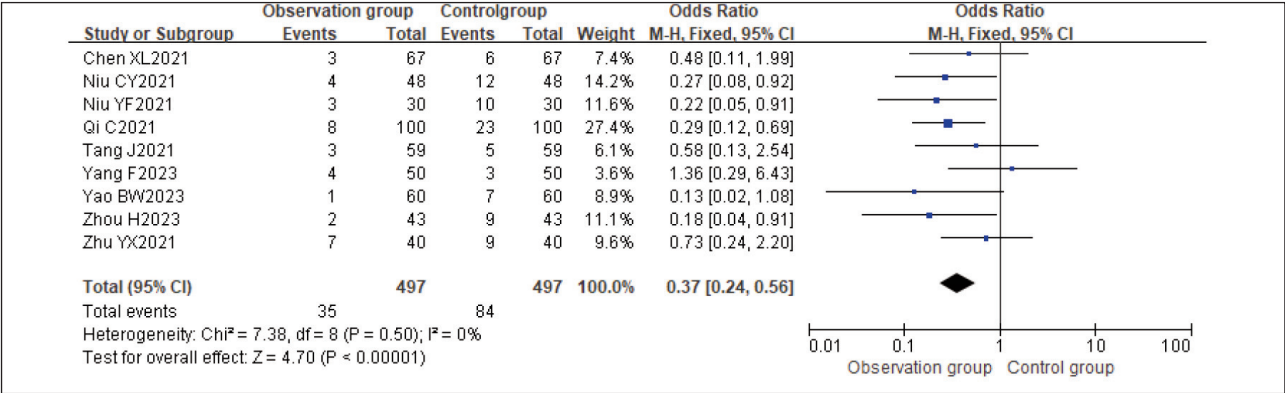 Observation group Controlgroup Odds Ratio Odds Ratio
Study or Subgroup Events Total Events Total Weight M-H, Fixed, 95% CI M-H, Fixed, 95% CI
Chen XL2021 3 67 6 67 7.4% 0.48 [0.11, 1.99]
Niu CY2021 4 48 12 48 14.2% 0.27 [0.08, 0.92]
Niu YF2021 3 30 10 30 11.6% 0.22 [0.05, 0.91]
Qi C2021 8 100 23 100 27.4% 0.29 [0.12, 0.69]
Tang J2021 3 59 5 59 6.1% 0.58 [0.13, 2.54]
Yang F2023 4 50 3 50 3.6% 1.36 [0.29, 6.43]
Yao BW2023 1 60 7 60 8.9% 0.13 [0.02, 1.08]
Zhou H2023 2 43 9 43 11.1% 0.18 [0.04, 0.91]
Zhu YX2021 7 40 9 40 9.6% 0.73 [0.24, 2.20]
Total (95% CI) 497 497 100.0% 0.37 [0.24, 0.56]
Total events 35 84
Heterogeneity: Chi² = 7.38, df = 8 (P = 0.50); I² = 0%
Test for overall effect: Z = 4.70 (P < 0.00001)
0.01 0.1 1 10 100
Observation group Control group